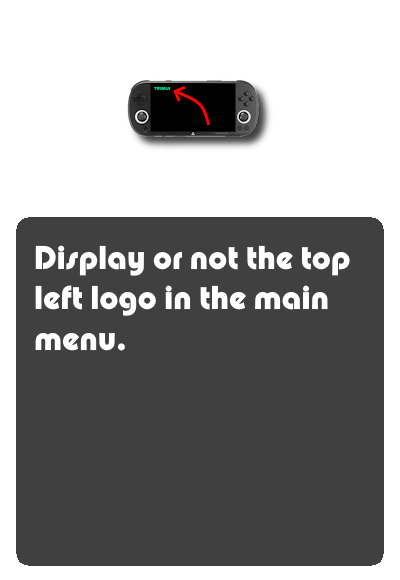 TRIMUI
Display or not the top
left logo in the main
menu.